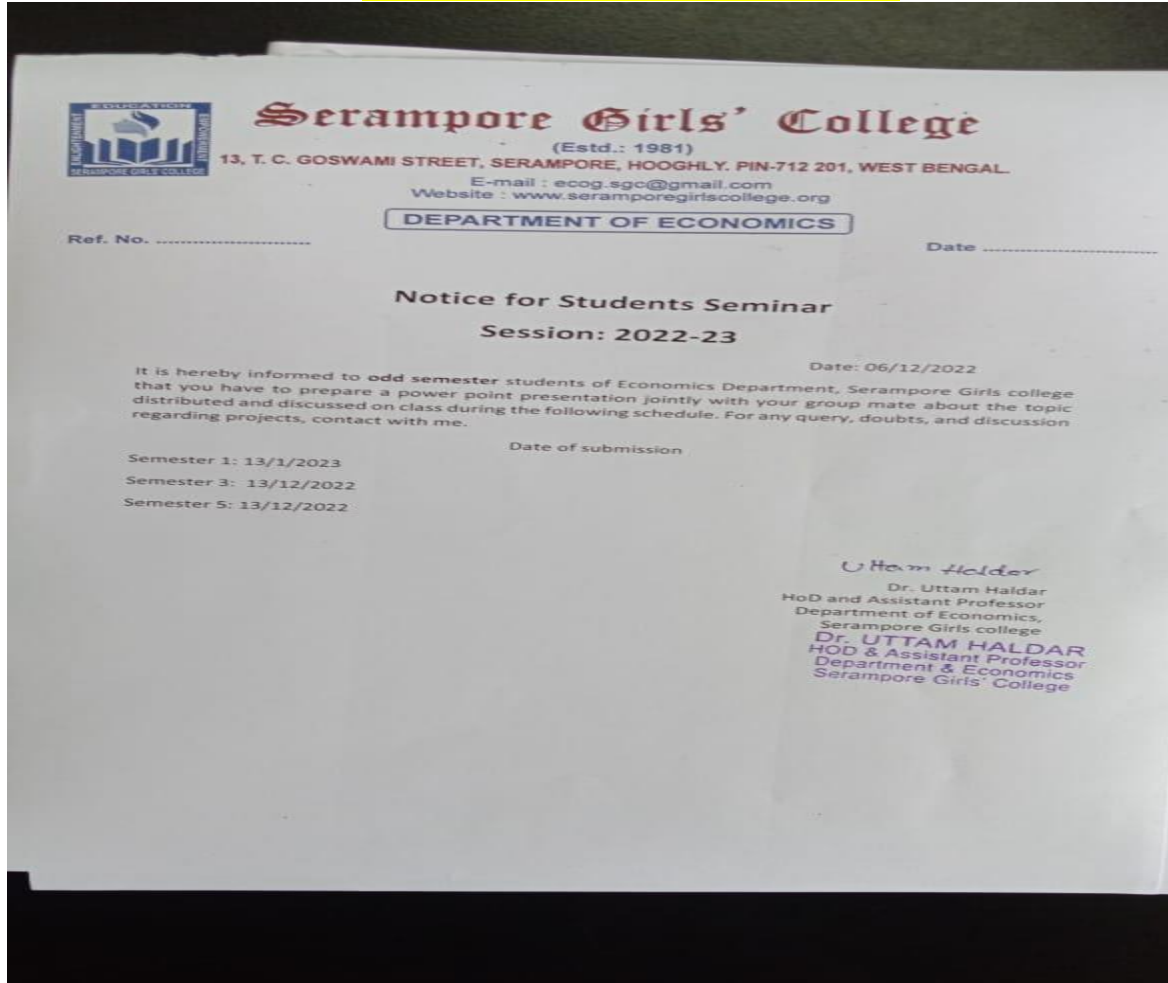 EDUCATION
ENLIGHTENMENT
EMPOWERMENT
SERAMPORE GIRLS' COLLEGE
Serampore Girls' College
(Estd.: 1981)
13, T. C. GOSWAMI STREET, SERAMPORE, HOOGHLY. PIN-712 201, WEST BENGAL.
E-mail : ecog.sgc@gmail.com
Website : www.seramporegirlscollege.org
DEPARTMENT OF ECONOMICS
Ref. No. ..........................
Date .............................
Notice for Students Seminar
Session: 2022-23
Date: 06/12/2022
It is hereby informed to odd semester students of Economics Department, Serampore Girls college
that you have to prepare a power point presentation jointly with your group mate about the topic
distributed and discussed on class during the following schedule. For any query, doubts, and discussion
regarding projects, contact with me.
Date of submission
Semester 1: 13/1/2023
Semester 3: 13/12/2022
Semester 5: 13/12/2022
Uttam Haldar
Dr. Uttam Haldar
HoD and Assistant Professor
Department of Economics,
Serampore Girls college
Dr. UTTAM HALDAR
HOD & Assistant Professor
Department & Economics
Serampore Girls' College